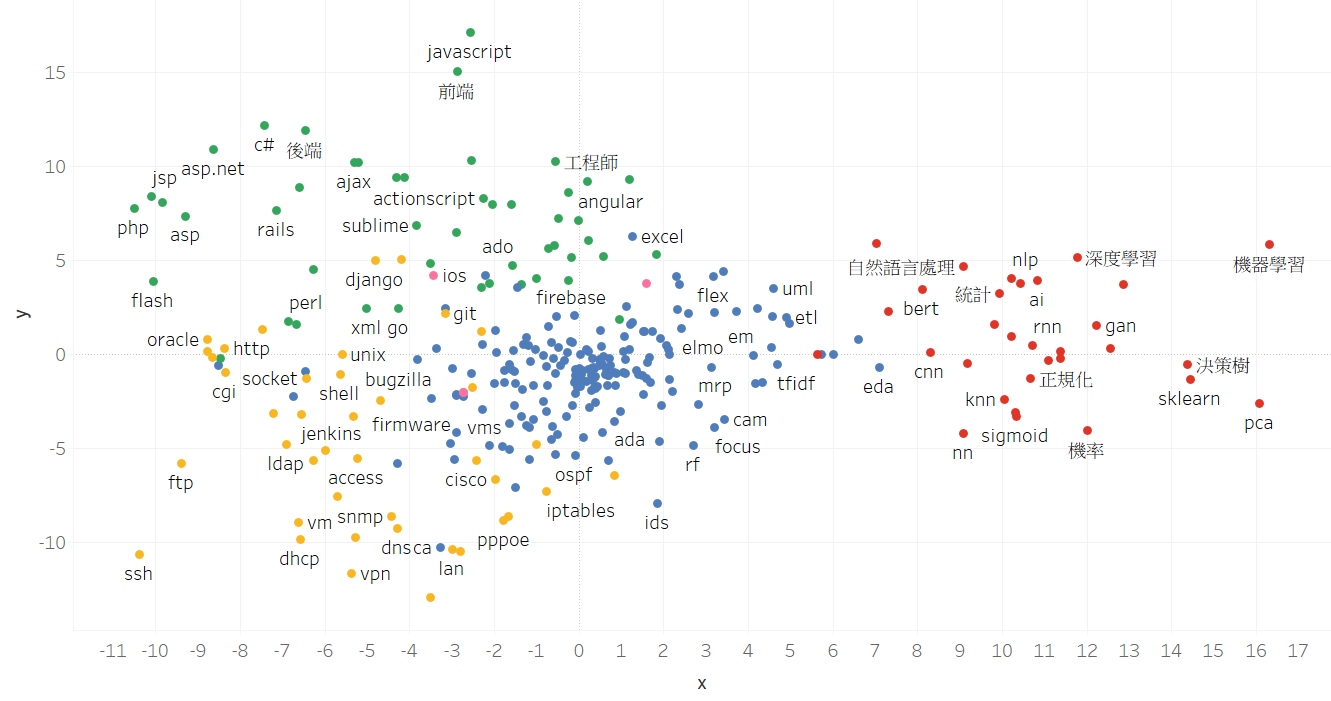 javascript
15
前端
c#
後端
asp.net
工程師
10
jsp
ajax
actionscript
angular
php
asp
rails
sublime
ado
excel
5
django
ios
firebase
flex
uml
自然語言處理
nlp
深度學習
機器學習
flash
perl
xml
go
git
etl
bert
統計
ai
oracle
http
unix
elmo
em
rnn
gan
0
cgi
socket
shell
bugzilla
mrp
tfidf
eda
cnn
正規化
決策樹
sklearn
knn
jenkins
firmware
vms
ada
cam
focus
sigmoid
pca
-5
ldap
access
cisco
ospf
rf
nn
機率
ftp
vm
snmp
iptables
ids
-10
dhcp
dns
ca
pppoe
ssh
vpn
lan
y
-11 -10 -9 -8 -7 -6 -5 -4 -3 -2 -1 0 1 2 3 4 5 6 7 8 9 10 11 12 13 14 15 16 17
x